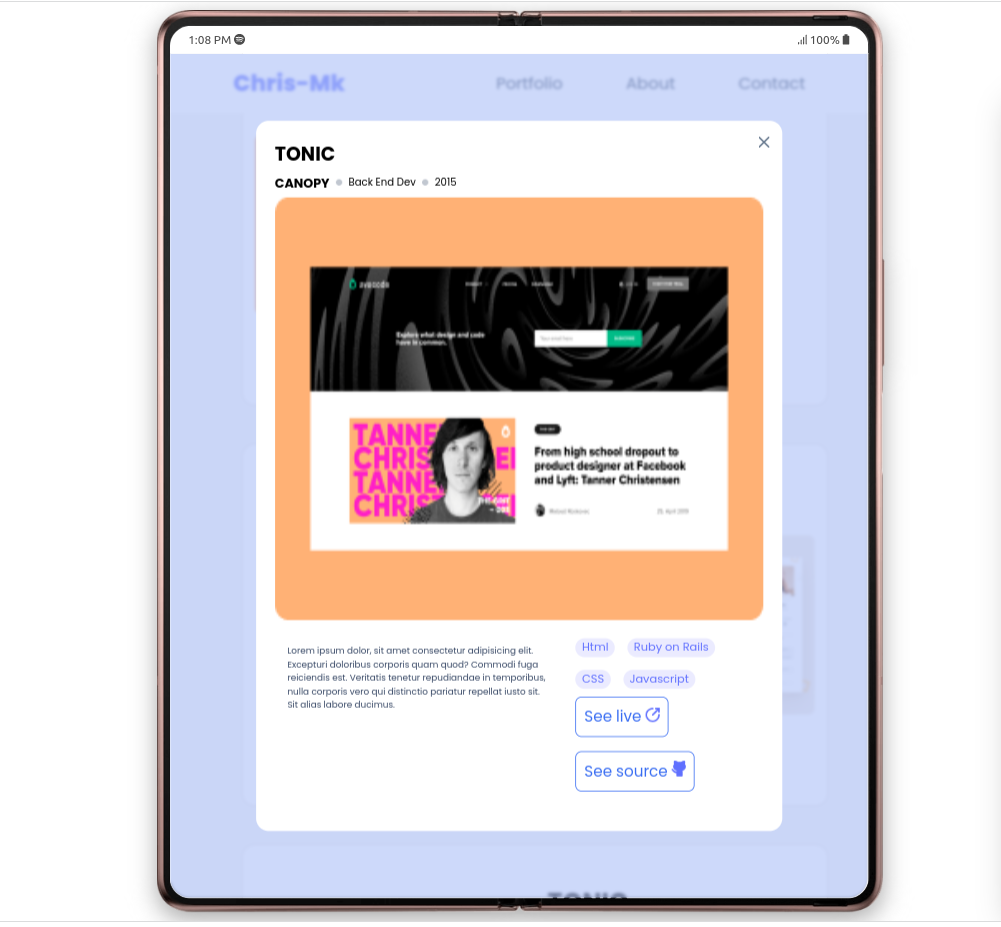 1:08 PM 100%
Chris-Mk Portfolio About Contact
TONIC
CANOPY Back End Dev 2015
avocode
Explore what design and code
have in common.
TANNE
CHRIS
TANNE
CHRIST
From high school dropout to
product designer at Facebook
and Lyft: Tanner Christensen
Lorem ipsum dolor, sit amet consectetur adipisicing elit.
Excepturi doloribus corporis quam quod? Commodi fuga
reiciendis est. Veritatis tenetur repudiandae in temporibus,
nulla corporis vero qui distinctio pariatur repellat iusto sit.
Sit alias labore ducimus.
Html Ruby on Rails
CSS Javascript
See live
See source
TONIC